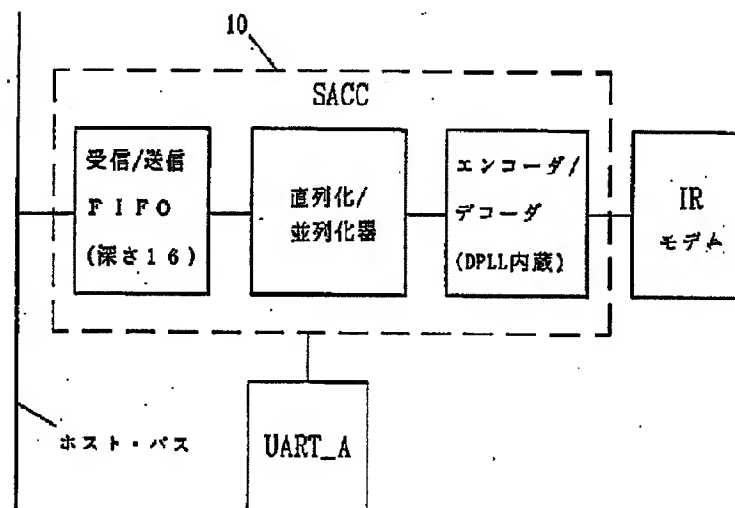 10
SACC
受信/送信
FIFO
(深さ16)
直列化/
並列化器
エンコーダ/
デコーダ
(DPLL内蔵)
IR
モデム
ホスト・バス
UART_A